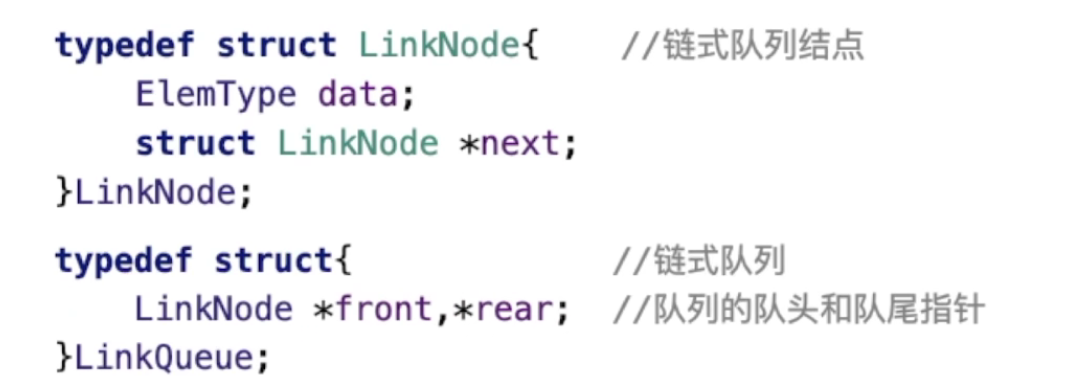 typedef struct LinkNode{    //链式队列结点
    ElemType data;
    struct LinkNode *next;
}LinkNode;
typedef struct{             //链式队列
    LinkNode *front,*rear;  //队列的队头和队尾指针
}LinkQueue;